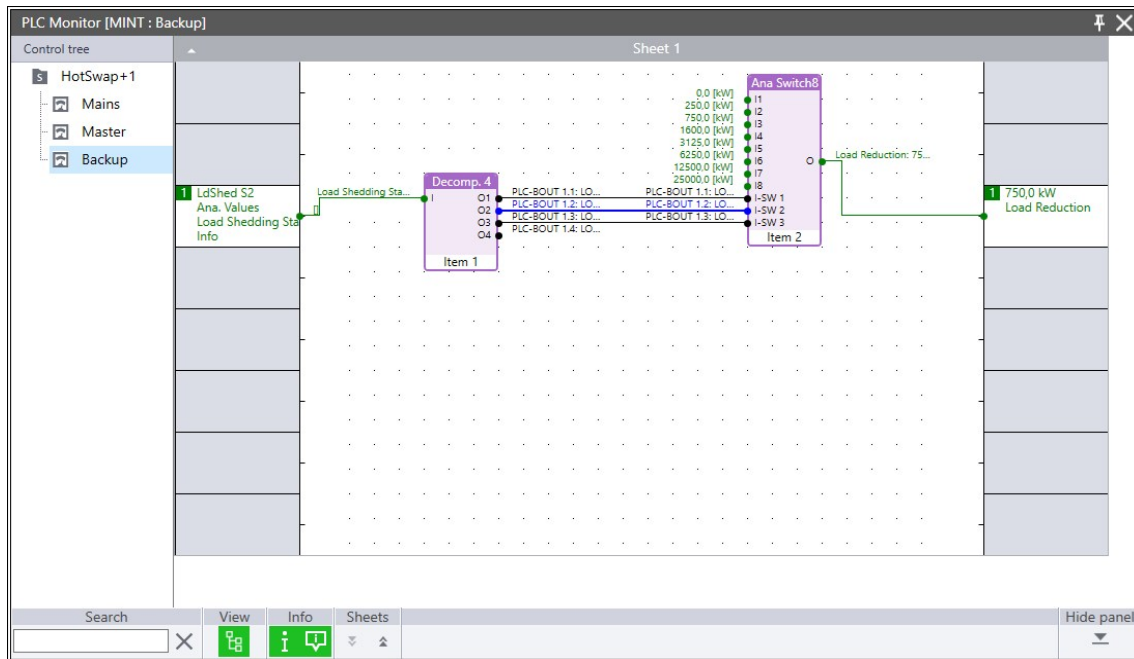 PLC Monitor [MINT : Backup]
Control tree
Sheet 1
S HotSwap+1
Mains
Master
Backup
Ana Switch8
0,0 [kW] I1
250,0 [kW] I2
750,0 [kW] I3
1600,0 [kW] I4
3125,0 [kW] I5
6250,0 [kW] I6
12500,0 [kW] I7
25000,0 [kW] I8
O Load Reduction: 75...
1 LdShed S2
Ana. Values
Load Shedding Sta
Info
Load Shedding Sta...
Decomp. 4
I O1 PLC-BOUT 1.1: LO... PLC-BOUT 1.1: LO... I-SW 1
O2 PLC-BOUT 1.2: LO... PLC-BOUT 1.2: LO... I-SW 2
O3 PLC-BOUT 1.3: LO... PLC-BOUT 1.3: LO... I-SW 3
O4 PLC-BOUT 1.4: LO...
Item 1
Item 2
1 750,0 kW
Load Reduction
Search
View
Info
Sheets
Hide panel